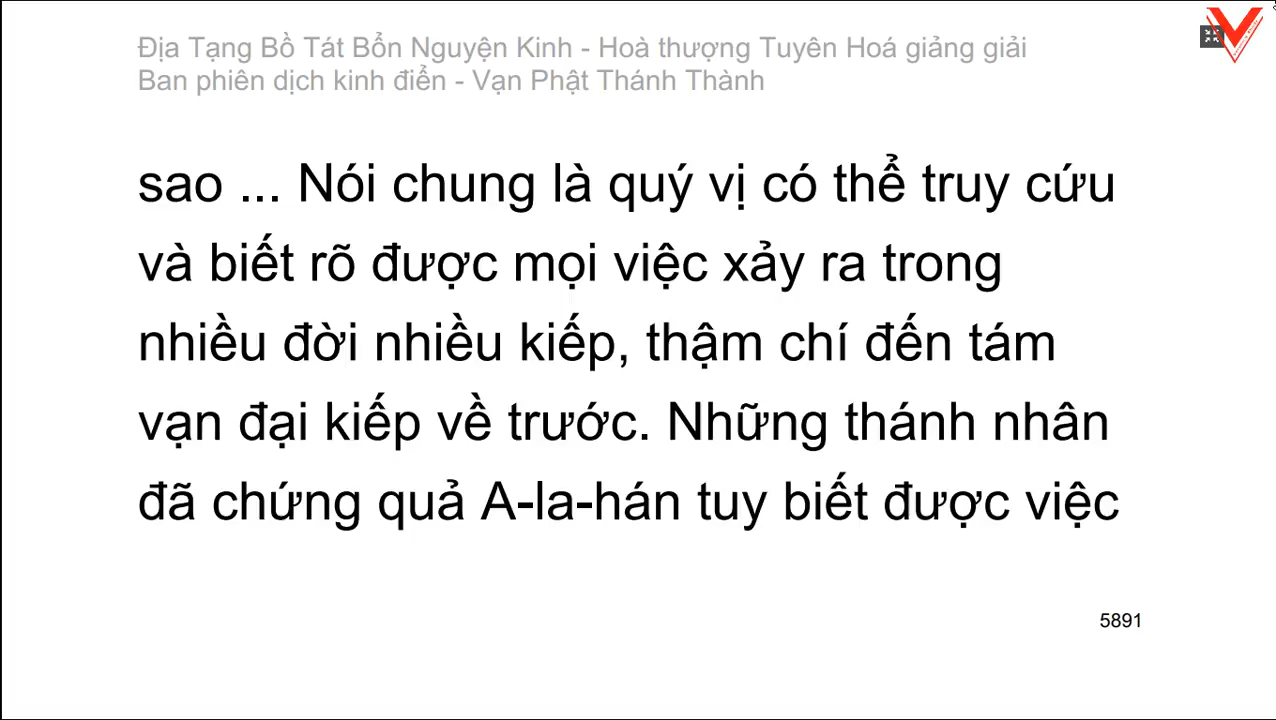 Địa Tạng Bồ Tát Bổn Nguyện Kinh - Hoà thượng Tuyên Hoá giảng giải
Ban phiên dịch kinh điển - Vạn Phật Thánh Thành
sao ... Nói chung là quý vị có thể truy cứu
và biết rõ được mọi việc xảy ra trong
nhiều đời nhiều kiếp, thậm chí đến tám
vạn đại kiếp về trước. Những thánh nhân
đã chứng quả A-la-hán tuy biết được việc
5891